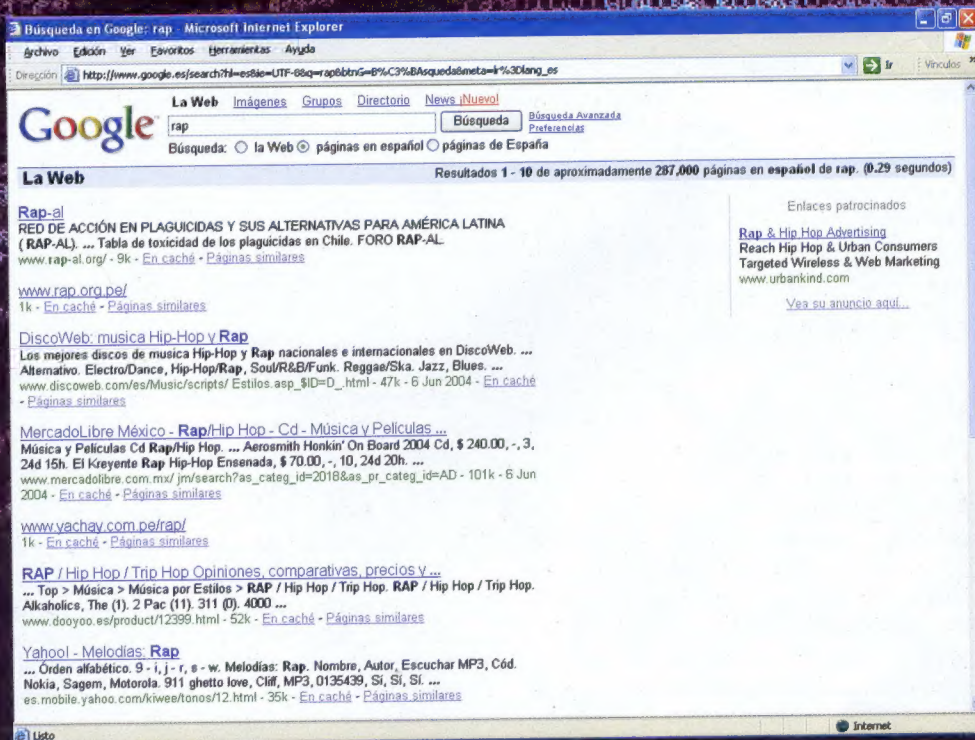 Búsqueda en Google: rap - Microsoft Internet Explorer
Archivo Edición Ver Favoritos Herramientas Ayuda
Dirección http://www.google.es/search?hl=es&ie=UTF-8&q=rap&btnG=B%C3%BAsqueda&meta=lr%3Dlang_es Ir Vínculos »
La Web Imágenes Grupos Directorio News ¡Nuevo!
Google rap Búsqueda Búsqueda Avanzada
Preferencias
Búsqueda: la Web páginas en español páginas de España
La Web Resultados 1 - 10 de aproximadamente 287,000 páginas en español de rap. (0.29 segundos)
Rap-al
RED DE ACCIÓN EN PLAGUICIDAS Y SUS ALTERNATIVAS PARA AMÉRICA LATINA
( RAP-AL). ... Tabla de toxicidad de los plaguicidas en Chile. FORO RAP-AL.
www.rap-al.org/ - 9k - En caché - Páginas similares
www.rap.org.pe/
1k - En caché - Páginas similares
DiscoWeb: musica Hip-Hop y Rap
Los mejores discos de musica Hip-Hop y Rap nacionales e internacionales en DiscoWeb. ...
Alternativo. Electro/Dance, Hip-Hop/Rap, Soul/R&B/Funk. Reggae/Ska. Jazz, Blues. ...
www.discoweb.com/es/Music/scripts/ Estilos.asp_$ID=D_.html - 47k - 6 Jun 2004 - En caché
- Páginas similares
MercadoLibre México - Rap/Hip Hop - Cd - Música y Películas ...
Música y Películas Cd Rap/Hip Hop. ... Aerosmith Honkin' On Board 2004 Cd, $ 240.00, -, 3,
24d 15h. El Kreyente Rap Hip-Hop Ensenada, $ 70.00, -, 10, 24d 20h. ...
www.mercadolibre.com.mx/ jm/search?as_categ_id=2018&as_pr_categ_id=AD - 101k - 6 Jun
2004 - En caché - Páginas similares
www.yachay.com.pe/rap/
1k - En caché - Páginas similares
RAP / Hip Hop / Trip Hop Opiniones, comparativas, precios y ...
... Top > Música > Música por Estilos > RAP / Hip Hop / Trip Hop. RAP / Hip Hop / Trip Hop.
Alkaholics, The (1). 2 Pac (11). 311 (0). 4000 ...
www.dooyoo.es/product/12399.html - 52k - En caché - Páginas similares
Yahoo! - Melodías: Rap
... Órden alfabético. 9 - i, j - r, s - w. Melodías: Rap. Nombre, Autor, Escuchar MP3, Cód.
Nokia, Sagem, Motorola. 911 ghetto love, Cliff, MP3, 0135439, Sí, Sí, Sí. ...
es.mobile.yahoo.com/kiwee/tonos/12.html - 35k - En caché - Páginas similares
Enlaces patrocinados
Rap & Hip Hop Advertising
Reach Hip Hop & Urban Consumers
Targeted Wireless & Web Marketing
www.urbankind.com
Vea su anuncio aquí...
Listo Internet